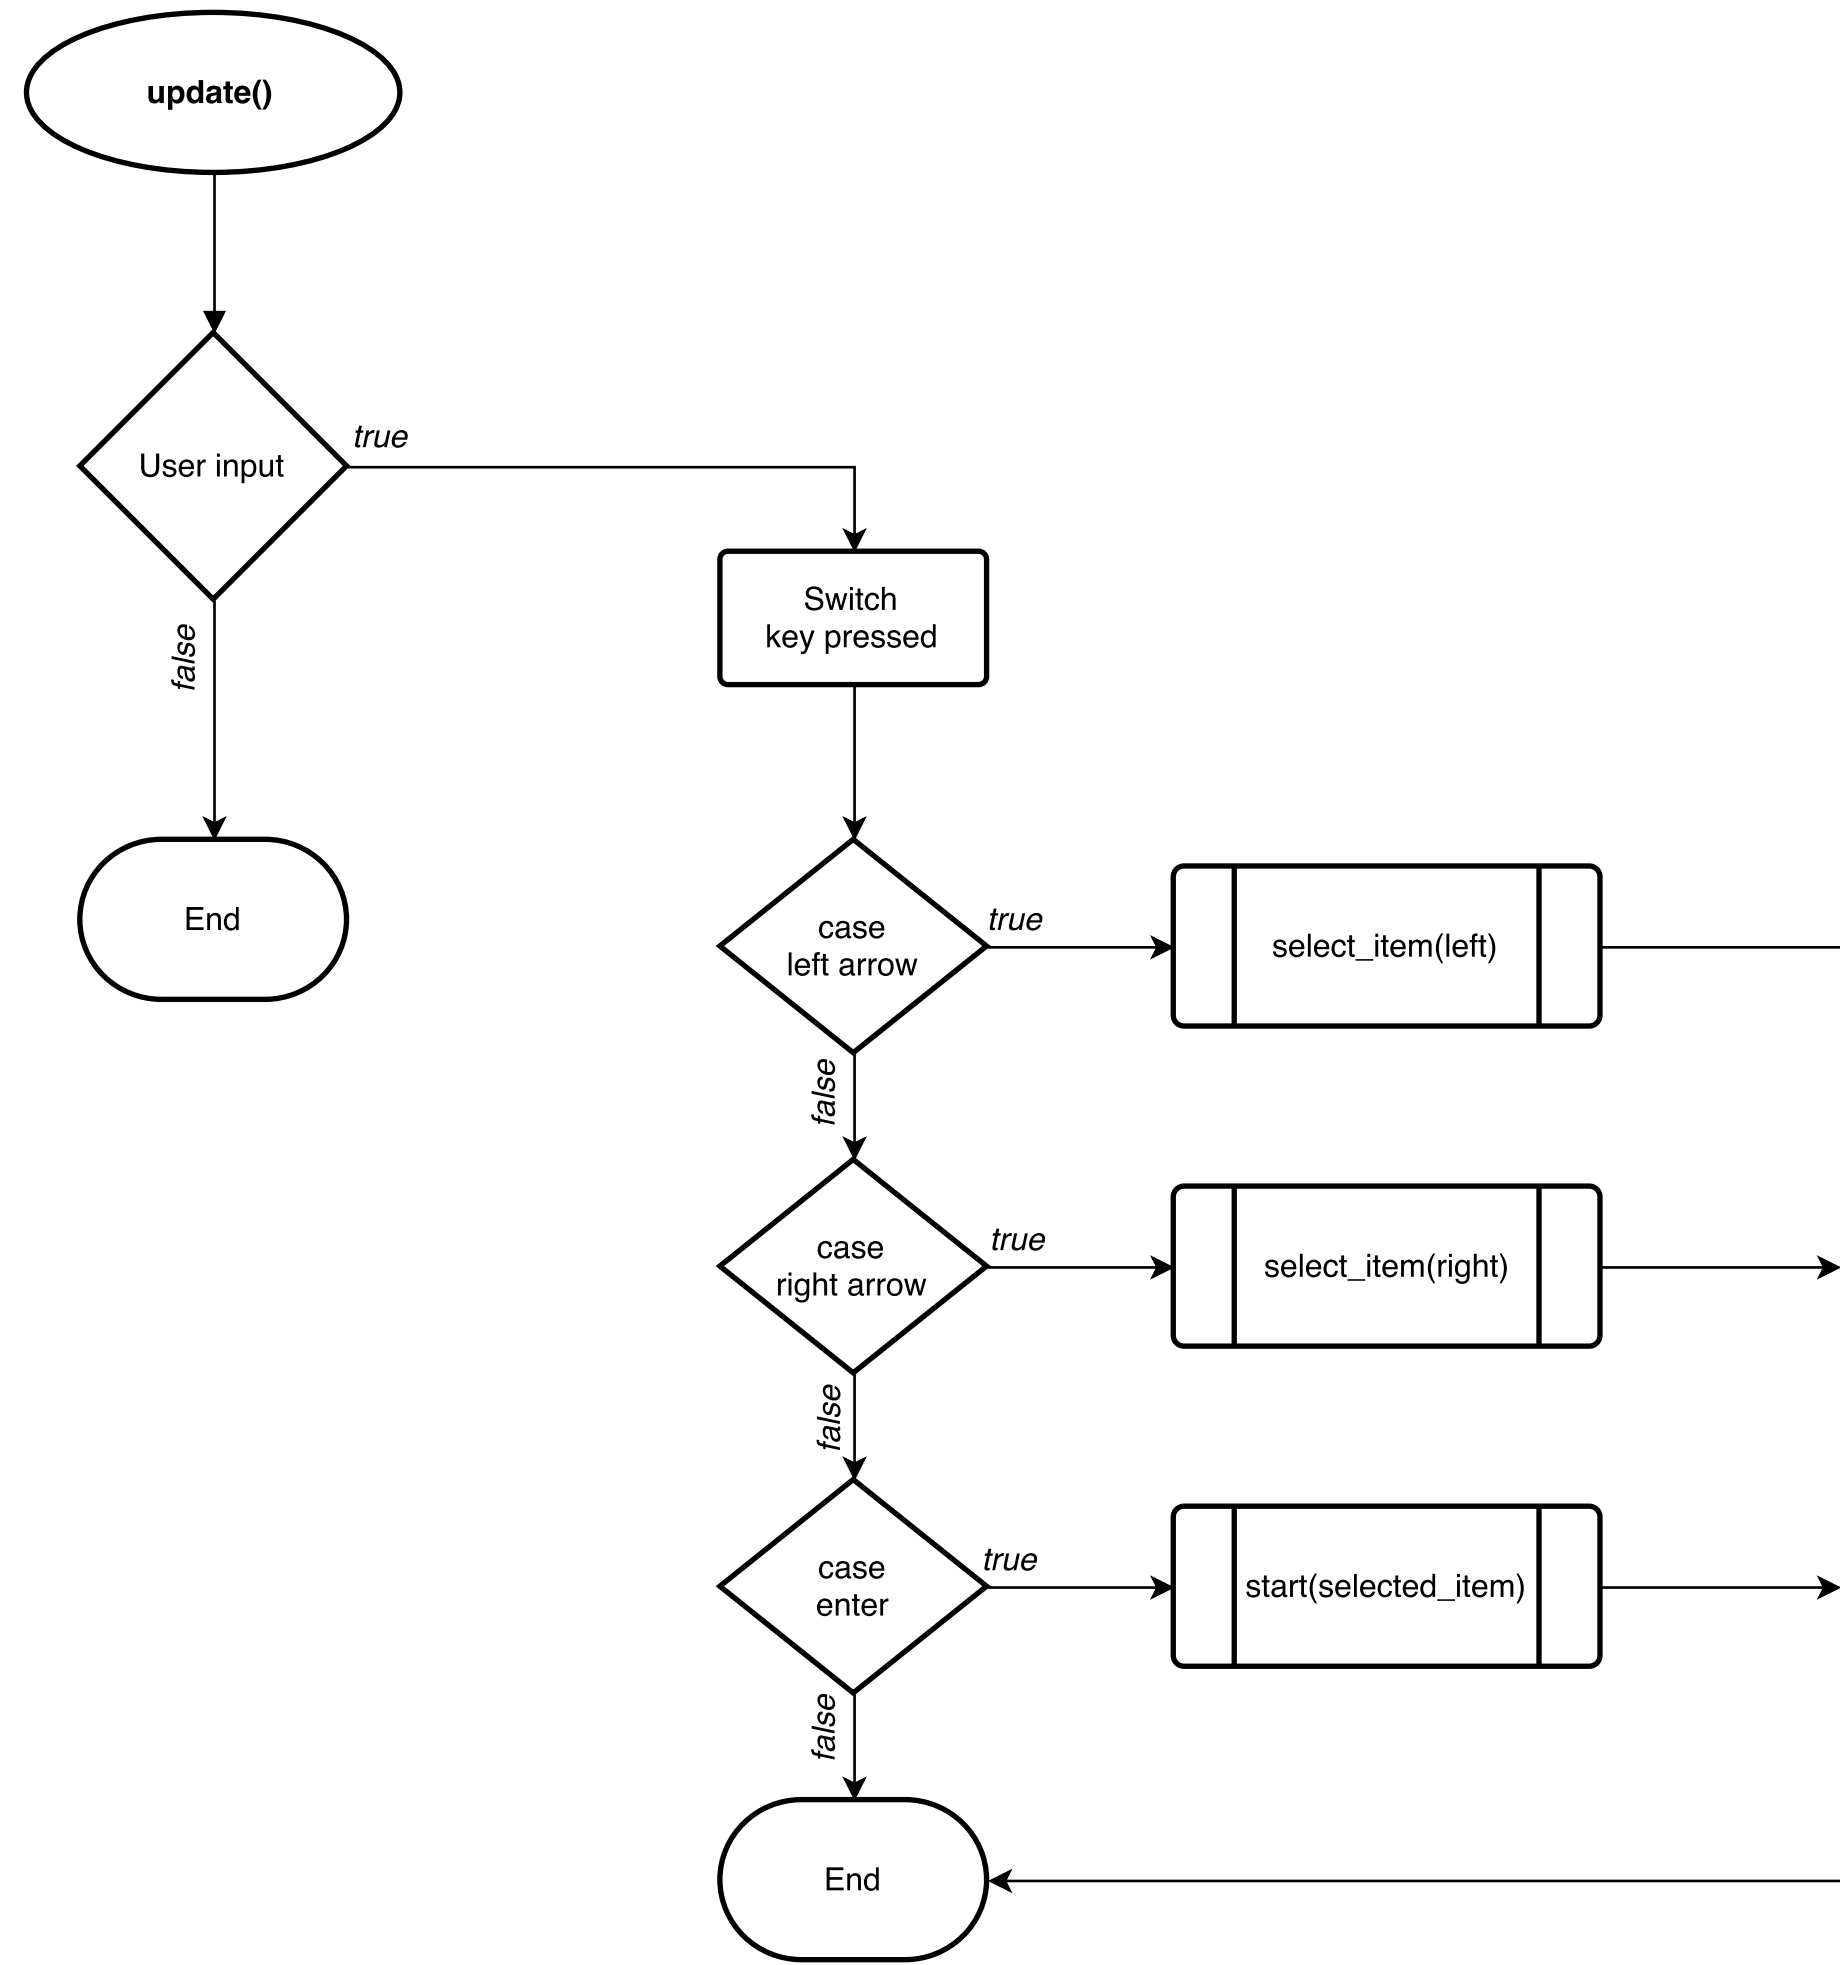 update()
User input
true
false
End
Switch
key pressed
case
left arrow
true
select_item(left)
false
case
right arrow
true
select_item(right)
false
case
enter
true
start(selected_item)
false
End